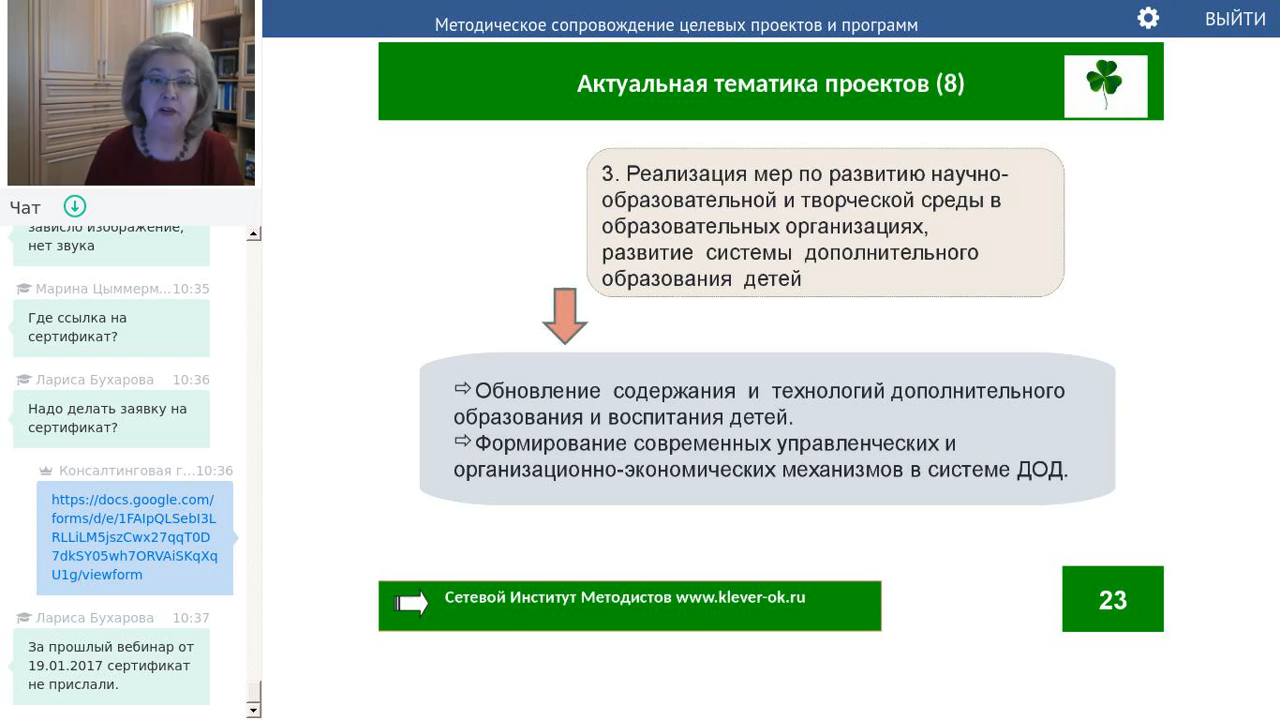 Методическое сопровождение целевых проектов и программ
ВЫЙТИ
Актуальная тематика проектов (8)
3. Реализация мер по развитию научно-
образовательной и творческой среды в
образовательных организациях,
развитие системы дополнительного
образования детей
⇨Обновление содержания и технологий дополнительного
образования и воспитания детей.
⇨Формирование современных управленческих и
организационно-экономических механизмов в системе ДОД.
Сетевой Институт Методистов www.klever-ok.ru
23
Чат
зависло изображение,
нет звука
Марина Цыммерм...10:35
Где ссылка на
сертификат?
Лариса Бухарова 10:36
Надо делать заявку на
сертификат?
Консалтинговая г...10:36
https://docs.google.com/
forms/d/e/1FAIpQLSebI3L
RLLiLM5jszCwx27qqT0D
7dkSY05wh7ORVAiSKqXq
U1g/viewform
Лариса Бухарова 10:37
За прошлый вебинар от
19.01.2017 сертификат
не прислали.